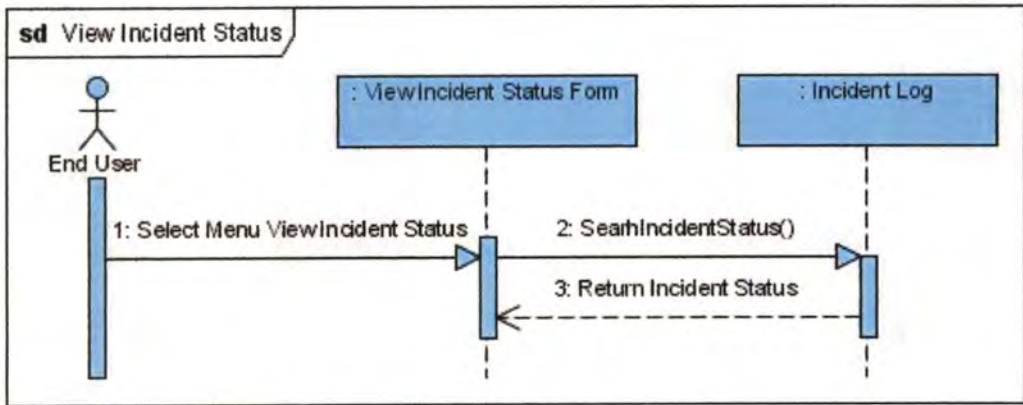 sd View Incident Status
: ViewIncident Status Form
: Incident Log
End User
1: Select Menu ViewIncident Status
2: SearhIncidentStatus()
3: Return Incident Status